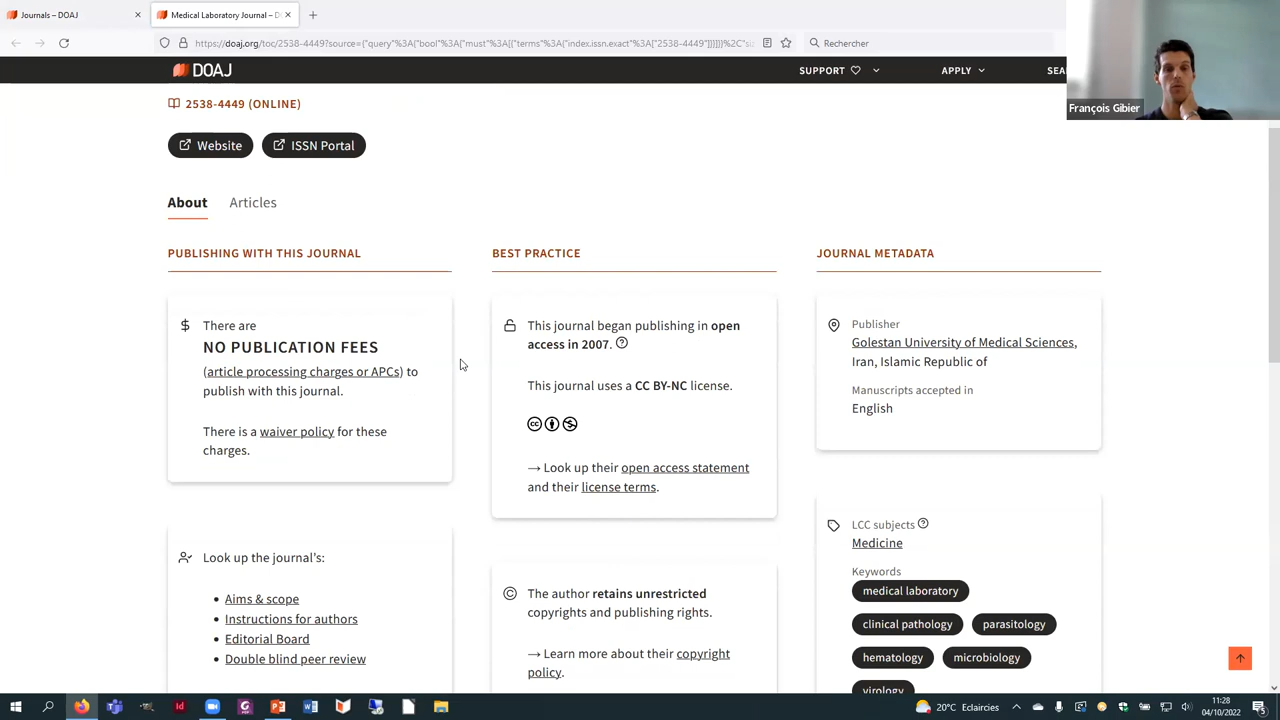 Journals – DOAJ
Medical Laboratory Journal – D
https://doaj.org/toc/2538-4449?source={"query"%3A{"bool"%3A{"must"%3A[{"terms"%3A{"index.issn.exact"%3A["2538-4449"]}}]}}%2C"si
Rechercher
DOAJ
SUPPORT
APPLY
SEA
François Gibier
2538-4449 (ONLINE)
Website
ISSN Portal
About
Articles
PUBLISHING WITH THIS JOURNAL
There are
NO PUBLICATION FEES
(article processing charges or APCs) to
publish with this journal.
There is a waiver policy for these
charges.
Look up the journal's:
Aims & scope
Instructions for authors
Editorial Board
Double blind peer review
BEST PRACTICE
This journal began publishing in open
access in 2007.
This journal uses a CC BY-NC license.
→ Look up their open access statement
and their license terms.
The author retains unrestricted
copyrights and publishing rights.
→ Learn more about their copyright
policy.
JOURNAL METADATA
Publisher
Golestan University of Medical Sciences,
Iran, Islamic Republic of
Manuscripts accepted in
English
LCC subjects
Medicine
Keywords
medical laboratory
clinical pathology
parasitology
hematology
microbiology
virology
20°C Eclaircies
11:28
04/10/2022